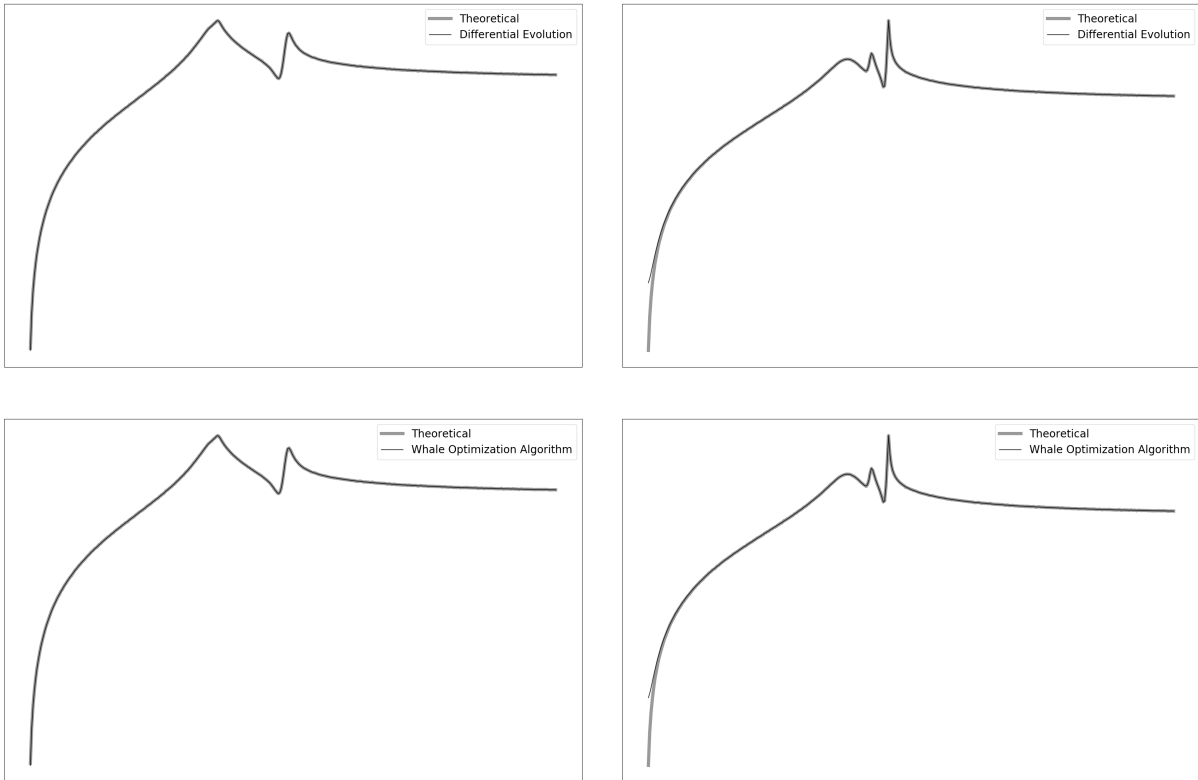 Theoretical
Differential Evolution
Theoretical
Differential Evolution
Theoretical
Whale Optimization Algorithm
Theoretical
Whale Optimization Algorithm